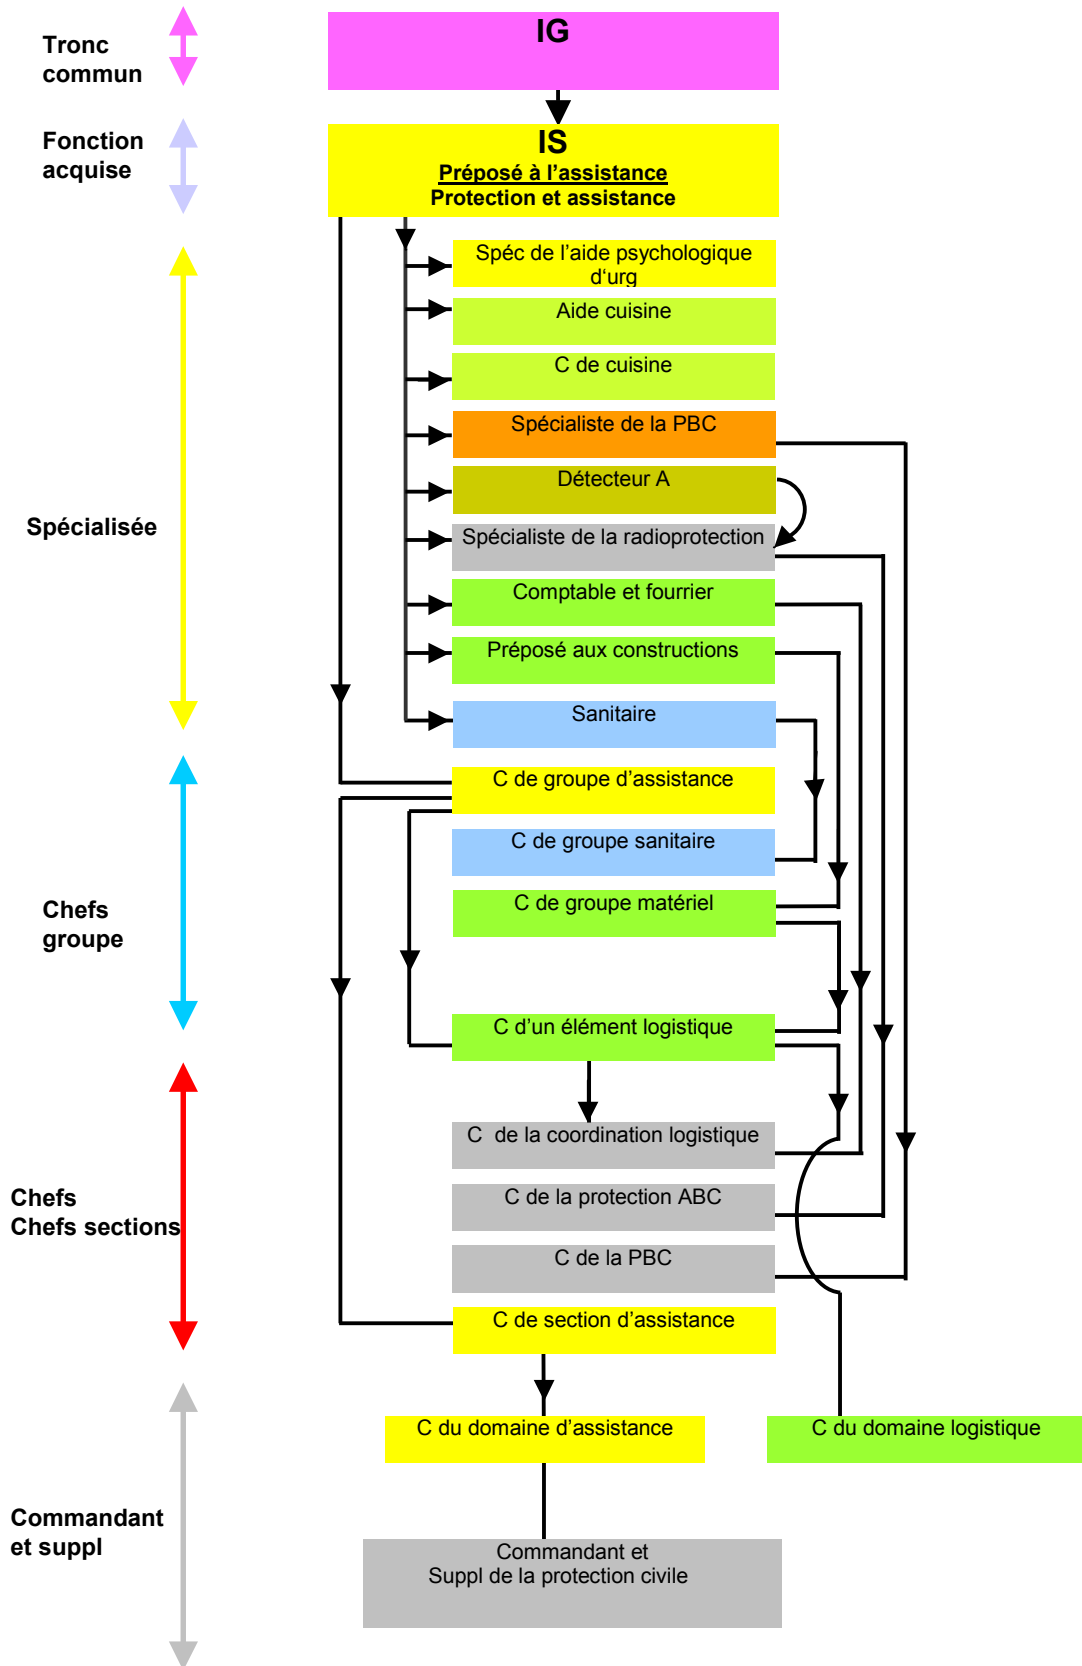 IG
Tronc
commun
Fonction
acquise
IS
Préposé à l'assistance
Protection et assistance
Spéc de l'aide psychologique
d'urg
Aide cuisine
C de cuisine
Spécialiste de la PBC
Détecteur A
Spécialisée
Spécialiste de la radioprotection
Comptable et fourrier
Préposé aux constructions
Sanitaire
C de groupe d'assistance
C de groupe sanitaire
C de groupe matériel
Chefs
groupe
C d'un élément logistique
C de la coordination logistique
C de la protection ABC
Chefs
Chefs sections
C de la PBC
C de section d'assistance
C du domaine d'assistance
C du domaine logistique
Commandant
et suppl
Commandant et
Suppl de la protection civile